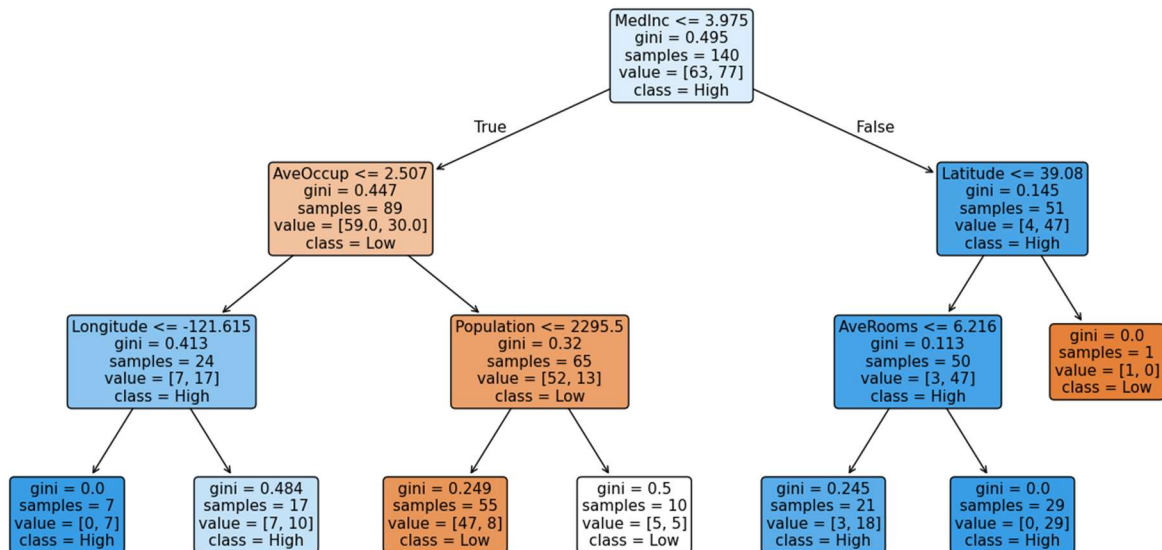 MedInc <= 3.975
gini = 0.495
samples = 140
value = [63, 77]
class = High
True
False
AveOccup <= 2.507
gini = 0.447
samples = 89
value = [59.0, 30.0]
class = Low
Latitude <= 39.08
gini = 0.145
samples = 51
value = [4, 47]
class = High
Longitude <= -121.615
gini = 0.413
samples = 24
value = [7, 17]
class = High
Population <= 2295.5
gini = 0.32
samples = 65
value = [52, 13]
class = Low
AveRooms <= 6.216
gini = 0.113
samples = 50
value = [3, 47]
class = High
gini = 0.0
samples = 1
value = [1, 0]
class = Low
gini = 0.0
samples = 7
value = [0, 7]
class = High
gini = 0.484
samples = 17
value = [7, 10]
class = High
gini = 0.249
samples = 55
value = [47, 8]
class = Low
gini = 0.5
samples = 10
value = [5, 5]
class = Low
gini = 0.245
samples = 21
value = [3, 18]
class = High
gini = 0.0
samples = 29
value = [0, 29]
class = High